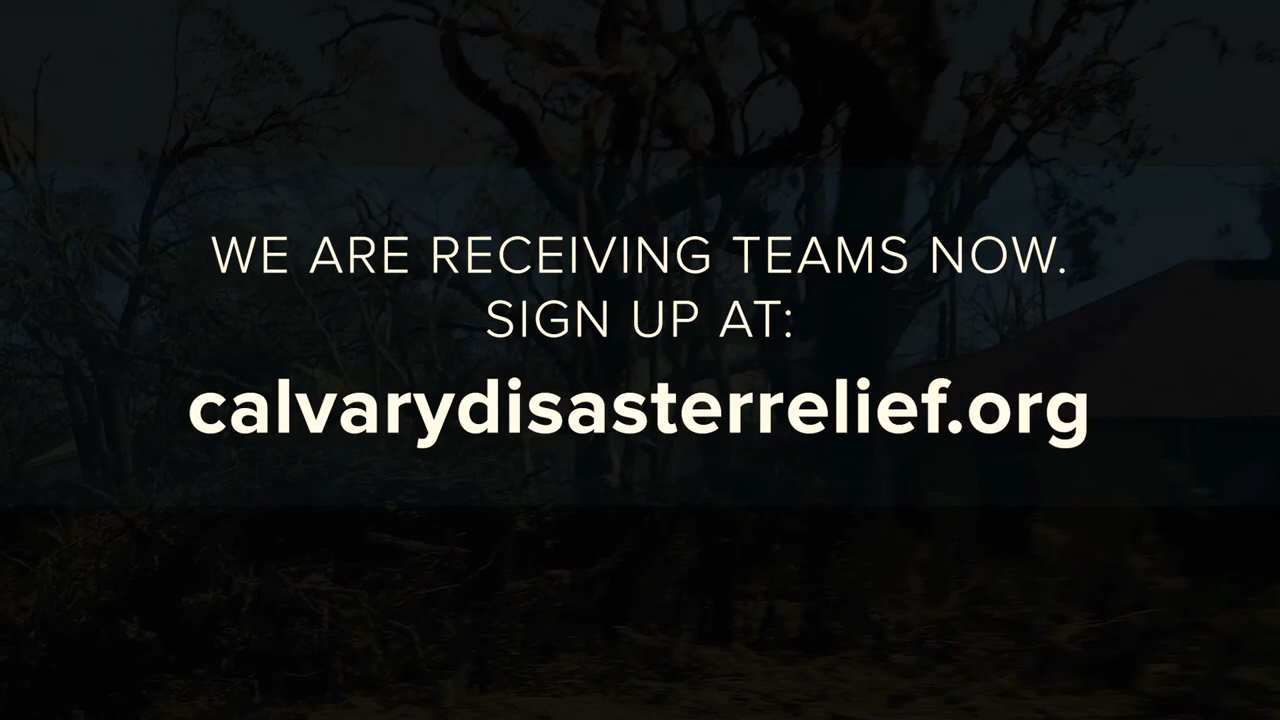 WE ARE RECEIVING TEAMS NOW.
SIGN UP AT:
calvarydisasterrelief.org